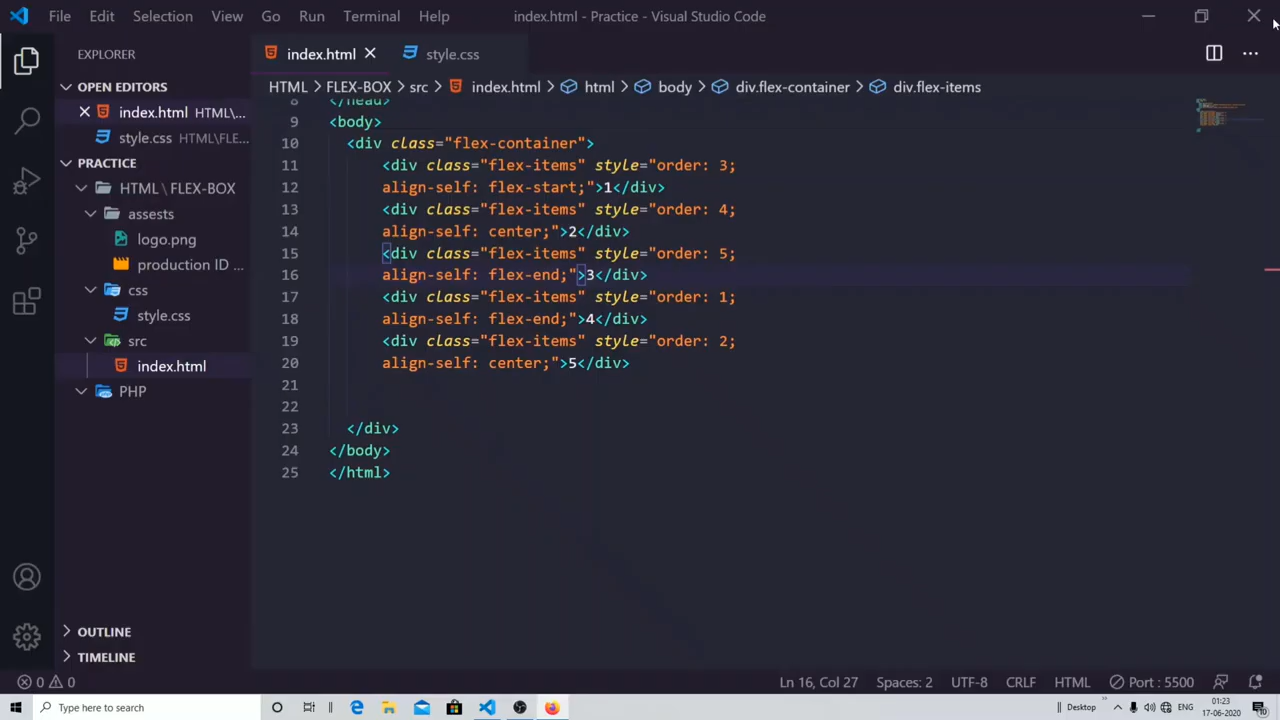 File Edit Selection View Go Run Terminal Help index.html - Practice - Visual Studio Code
EXPLORER
OPEN EDITORS
index.html HTML\...
style.css HTML\FLE...
PRACTICE
HTML \ FLEX-BOX
assests
logo.png
production ID ...
css
style.css
src
index.html
PHP
OUTLINE
TIMELINE
index.html style.css
HTML > FLEX-BOX > src > index.html > html > body > div.flex-container > div.flex-items
8 </head>
9 <body>
10 <div class="flex-container">
11 <div class="flex-items" style="order: 3;
12 align-self: flex-start;">1</div>
13 <div class="flex-items" style="order: 4;
14 align-self: center;">2</div>
15 <div class="flex-items" style="order: 5;
16 align-self: flex-end;">3</div>
17 <div class="flex-items" style="order: 1;
18 align-self: flex-end;">4</div>
19 <div class="flex-items" style="order: 2;
20 align-self: center;">5</div>
21
22
23 </div>
24 </body>
25 </html>
0 0 Ln 16, Col 27 Spaces: 2 UTF-8 CRLF HTML Port : 5500
Type here to search Desktop ENG 01:23
17-06-2020 10